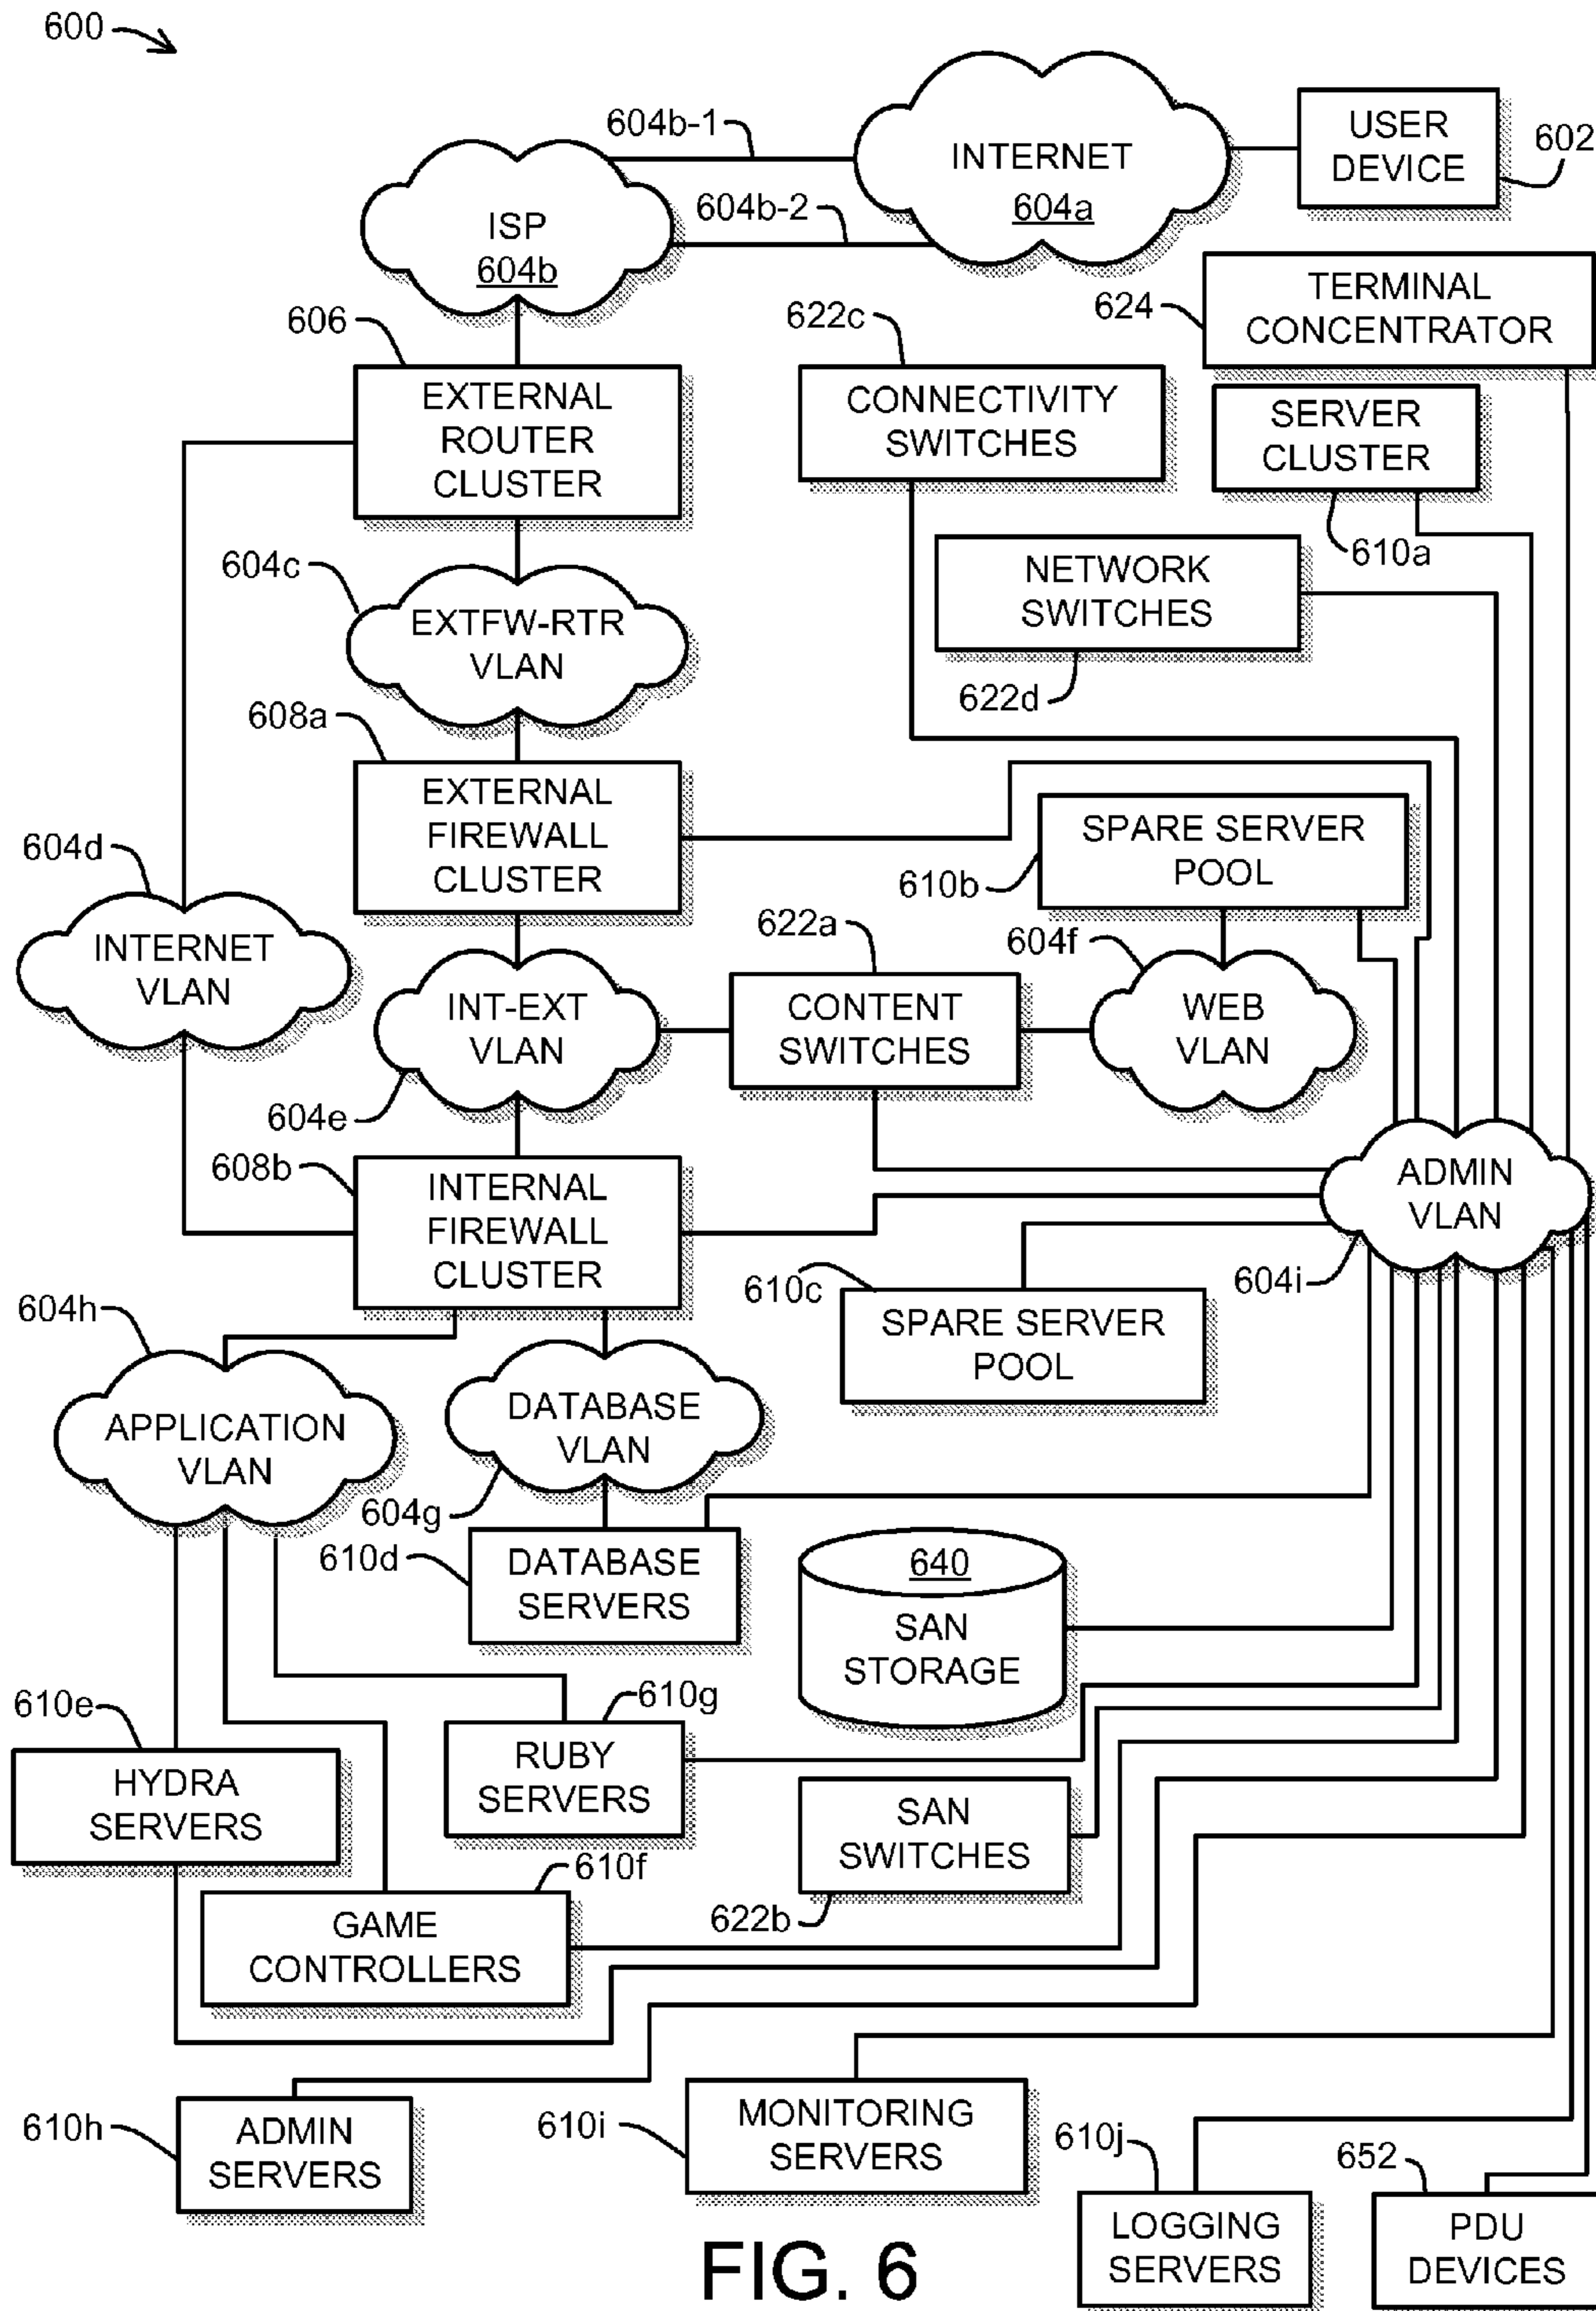 600
604b-1
INTERNET
604a
USER
DEVICE
602
604b-2
ISP
604b
TERMINAL
CONCENTRATOR
624
606
622c
EXTERNAL
ROUTER
CLUSTER
CONNECTIVITY
SWITCHES
SERVER
CLUSTER
610a
604c
EXTFW-RTR
VLAN
NETWORK
SWITCHES
622d
608a
EXTERNAL
FIREWALL
CLUSTER
SPARE SERVER
POOL
610b
604d
INTERNET
VLAN
622a
604f
INT-EXT
VLAN
CONTENT
SWITCHES
WEB
VLAN
604e
608b
INTERNAL
FIREWALL
CLUSTER
ADMIN
VLAN
604i
610c
SPARE SERVER
POOL
604h
APPLICATION
VLAN
DATABASE
VLAN
604g
610d
DATABASE
SERVERS
640
SAN
STORAGE
610e
610g
HYDRA
SERVERS
RUBY
SERVERS
SAN
SWITCHES
622b
610f
GAME
CONTROLLERS
610h
ADMIN
SERVERS
610i
MONITORING
SERVERS
610j
652
LOGGING
SERVERS
PDU
DEVICES
FIG. 6